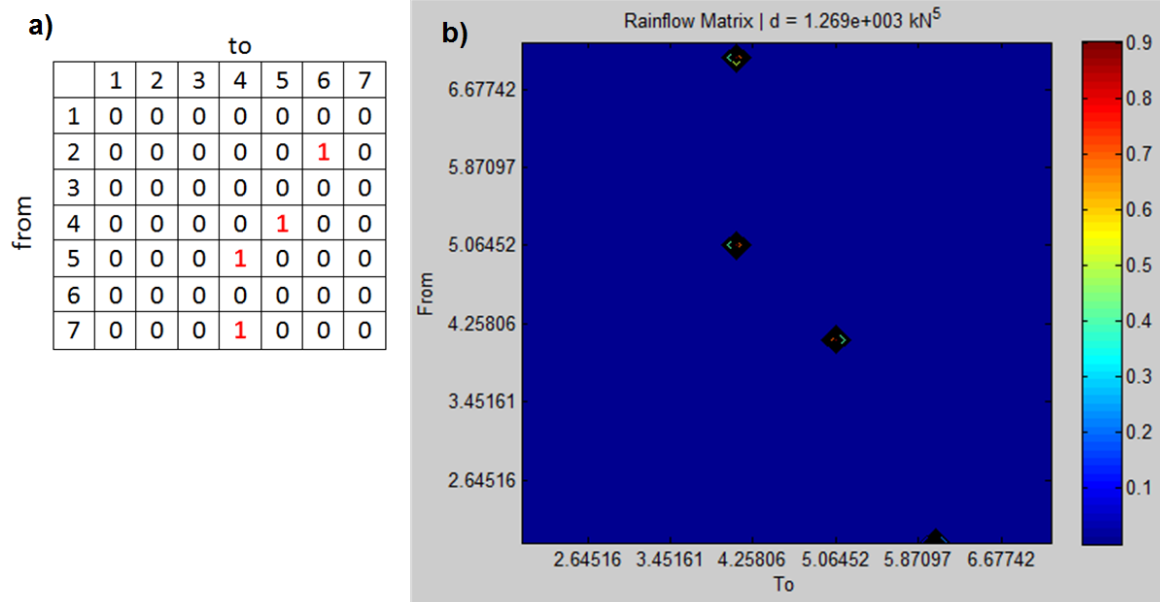 a)
to
1 2 3 4 5 6 7
1 0 0 0 0 0 0 0
2 0 0 0 0 0 1 0
3 0 0 0 0 0 0 0
4 0 0 0 0 1 0 0
5 0 0 0 1 0 0 0
6 0 0 0 0 0 0 0
7 0 0 0 1 0 0 0
from
b)
Rainflow Matrix | d = 1.269e+003 kN⁵
6.67742
5.87097
5.06452
4.25806
3.45161
2.64516
From
2.64516 3.45161 4.25806 5.06452 5.87097 6.67742
To
0.9
0.8
0.7
0.6
0.5
0.4
0.3
0.2
0.1